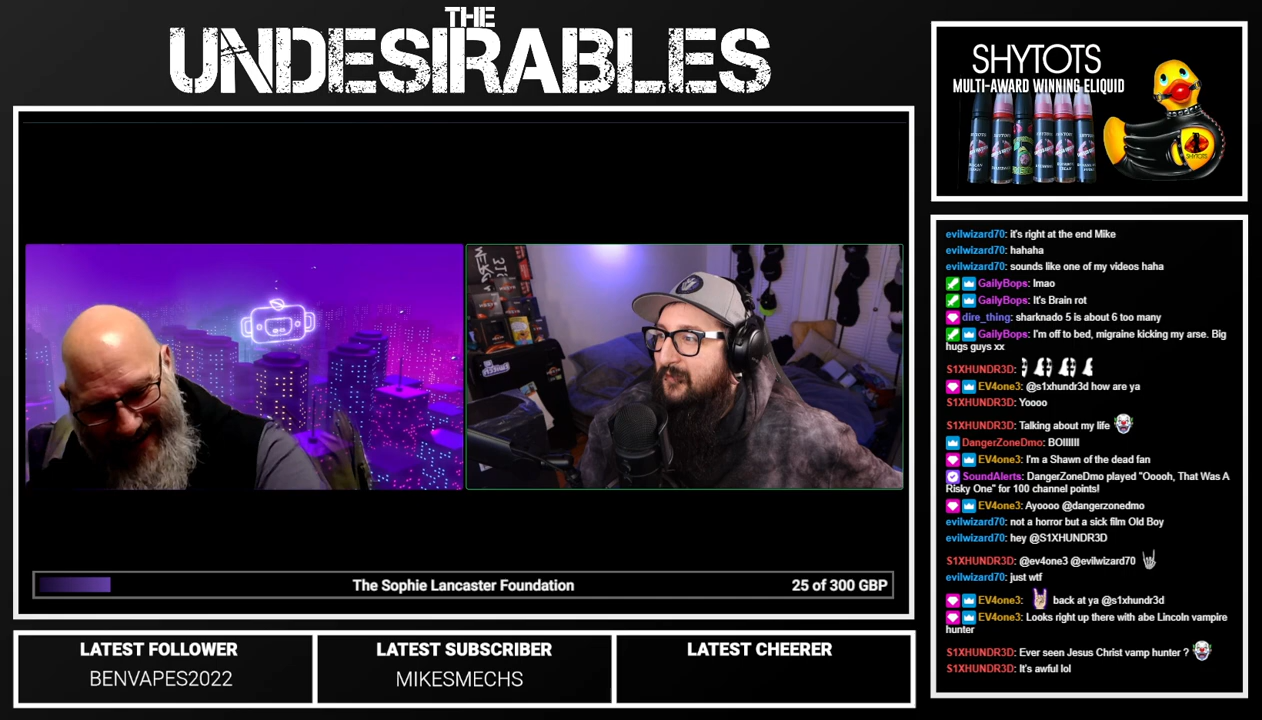 THE
UNDESIRABLES
SHYTOTS
MULTI-AWARD WINNING ELIQUID
SHYTOTS
The Sophie Lancaster Foundation
25 of 300 GBP
LATEST FOLLOWER
BENVAPES2022
LATEST SUBSCRIBER
MIKESMECHS
LATEST CHEERER
evilwizard70: it's right at the end Mike
evilwizard70: hahaha
evilwizard70: sounds like one of my videos haha
GailyBops: lmao
GailyBops: It's Brain rot
dire_thing: sharknado 5 is about 6 too many
GailyBops: I'm off to bed, migraine kicking my arse. Big
hugs guys xx
S1XHUNDR3D:
EV4one3: @s1xhundr3d how are ya
S1XHUNDR3D: Yoooo
S1XHUNDR3D: Talking about my life
DangerZoneDmo: BOIIIIII
EV4one3: I'm a Shawn of the dead fan
SoundAlerts: DangerZoneDmo played "Ooooh, That Was A
Risky One" for 100 channel points!
EV4one3: Ayoooo @dangerzonedmo
evilwizard70: not a horror but a sick film Old Boy
evilwizard70: hey @S1XHUNDR3D
S1XHUNDR3D: @ev4one3 @evilwizard70
evilwizard70: just wtf
EV4one3: back at ya @s1xhundr3d
EV4one3: Looks right up there with abe Lincoln vampire
hunter
S1XHUNDR3D: Ever seen Jesus Christ vamp hunter ?
S1XHUNDR3D: It's awful lol